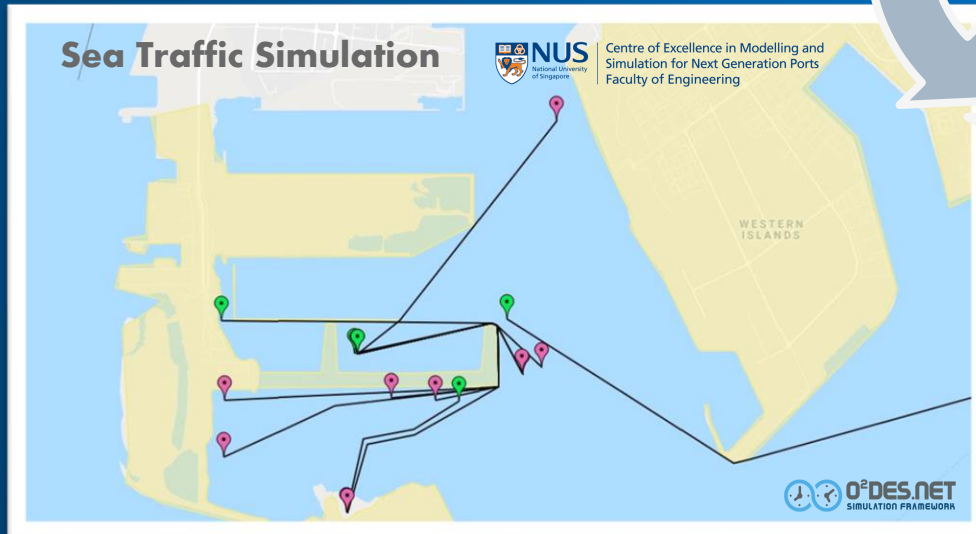 Sea Traffic Simulation
NUS
National University
of Singapore
Centre of Excellence in Modelling and
Simulation for Next Generation Ports
Faculty of Engineering
WESTERN
ISLANDS
O²DES.NET
SIMULATION FRAMEWORK